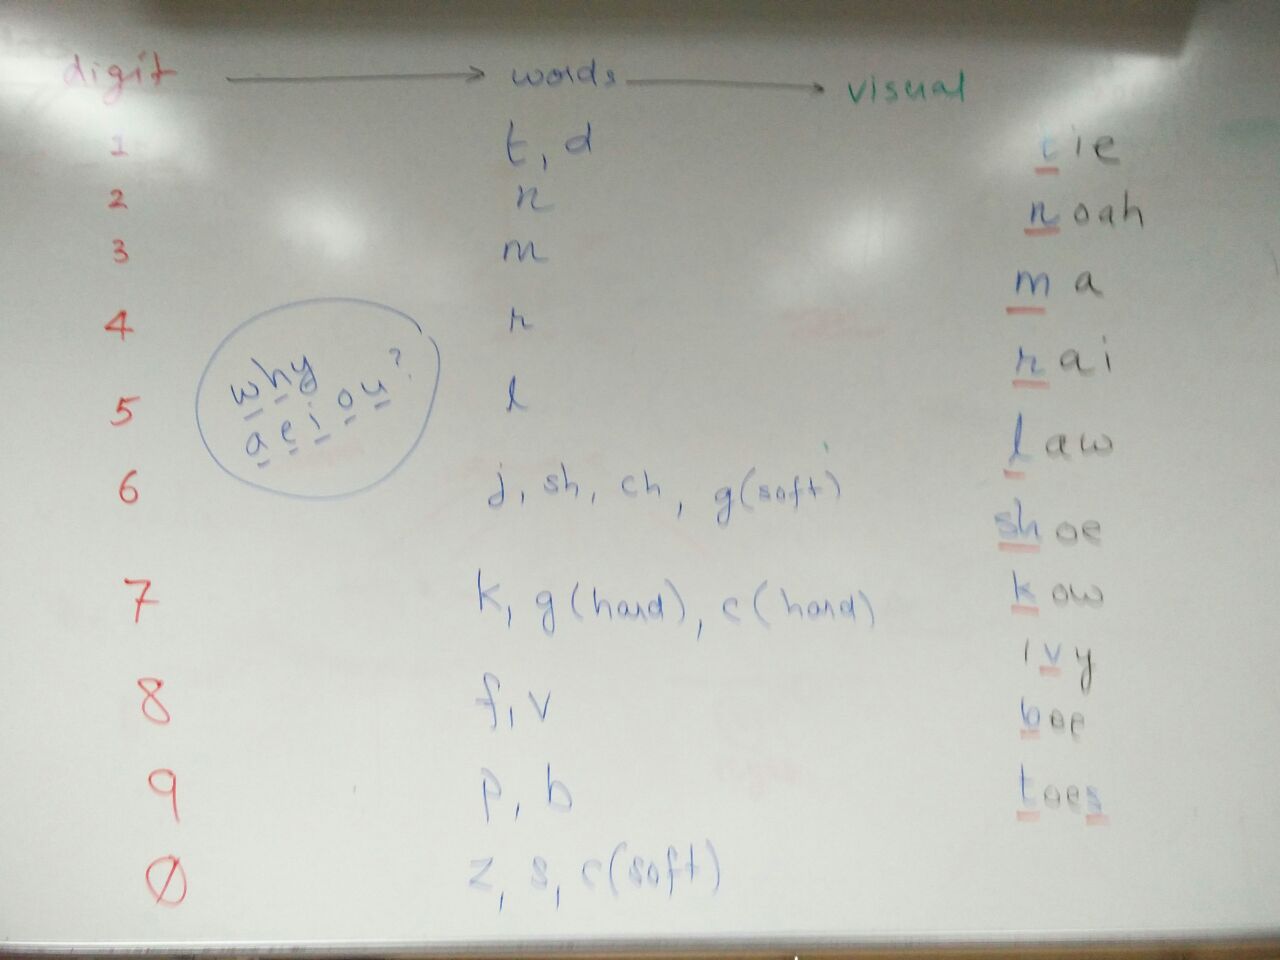 digit → words → visual
1 t, d tie
2 n noah
3 m ma
4 r rai
5 l law
why
a e i o u?
6 j, sh, ch, g(soft) shoe
7 k, g(hard), c(hard) kow
ivy
8 f, v bee
9 p, b toes
0 z, s, c(soft)